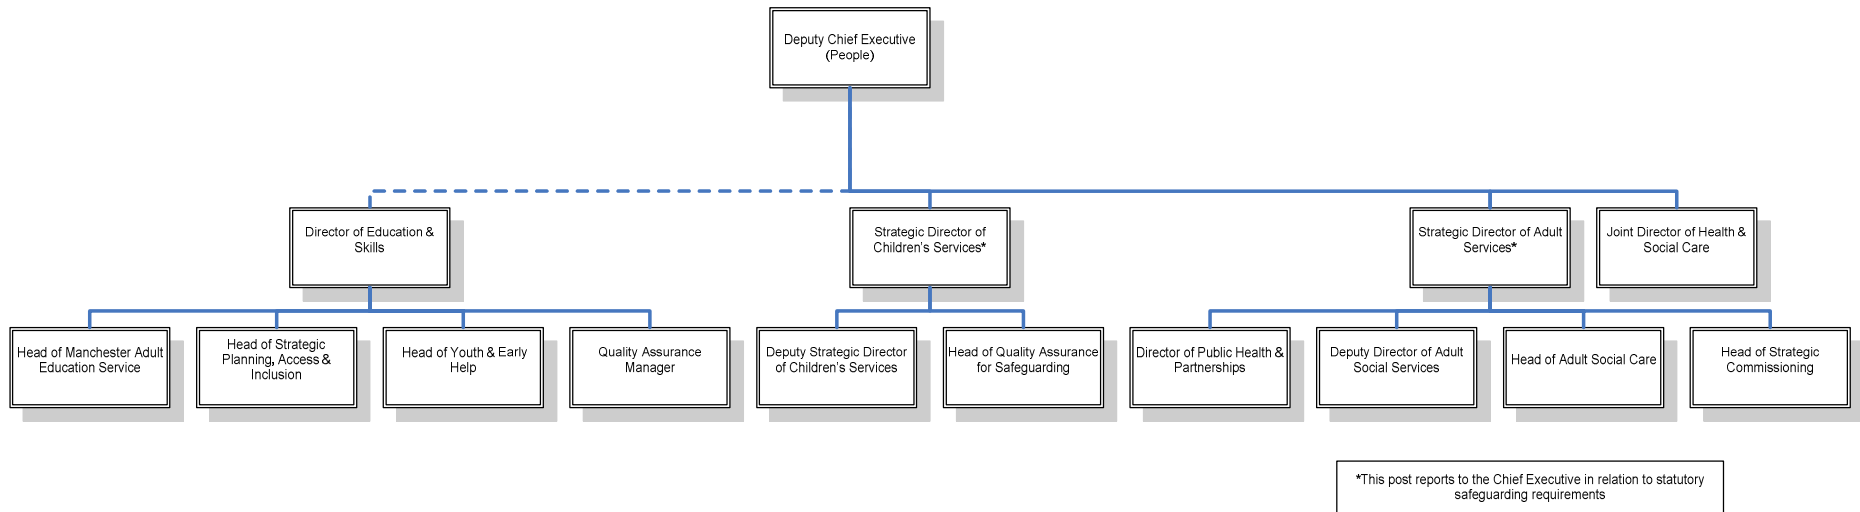 Deputy Chief Executive
(People)
Director of Education &
Skills
Strategic Director of
Children's Services*
Strategic Director of Adult
Services*
Joint Director of Health &
Social Care
Head of Manchester Adult
Education Service
Head of Strategic
Planning, Access &
Inclusion
Head of Youth & Early
Help
Quality Assurance
Manager
Deputy Strategic Director
of Children's Services
Head of Quality Assurance
for Safeguarding
Director of Public Health &
Partnerships
Deputy Director of Adult
Social Services
Head of Adult Social Care
Head of Strategic
Commissioning
*This post reports to the Chief Executive in relation to statutory
safeguarding requirements